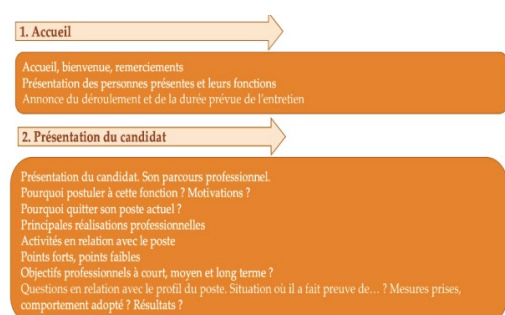 1. Accueil
Accueil, bienvenue, remerciements
Présentation des personnes présentes et leurs fonctions
Annonce du déroulement et de la durée prévue de l'entretien
2. Présentation du candidat
Présentation du candidat. Son parcours professionnel.
Pourquoi postuler à cette fonction ? Motivations ?
Pourquoi quitter son poste actuel ?
Principales réalisations professionnelles
Activités en relation avec le poste
Points forts, points faibles
Objectifs professionnels à court, moyen et long terme ?
Questions en relation avec le profil du poste. Situation où il a fait preuve de… ? Mesures prises,
comportement adopté ? Résultats ?